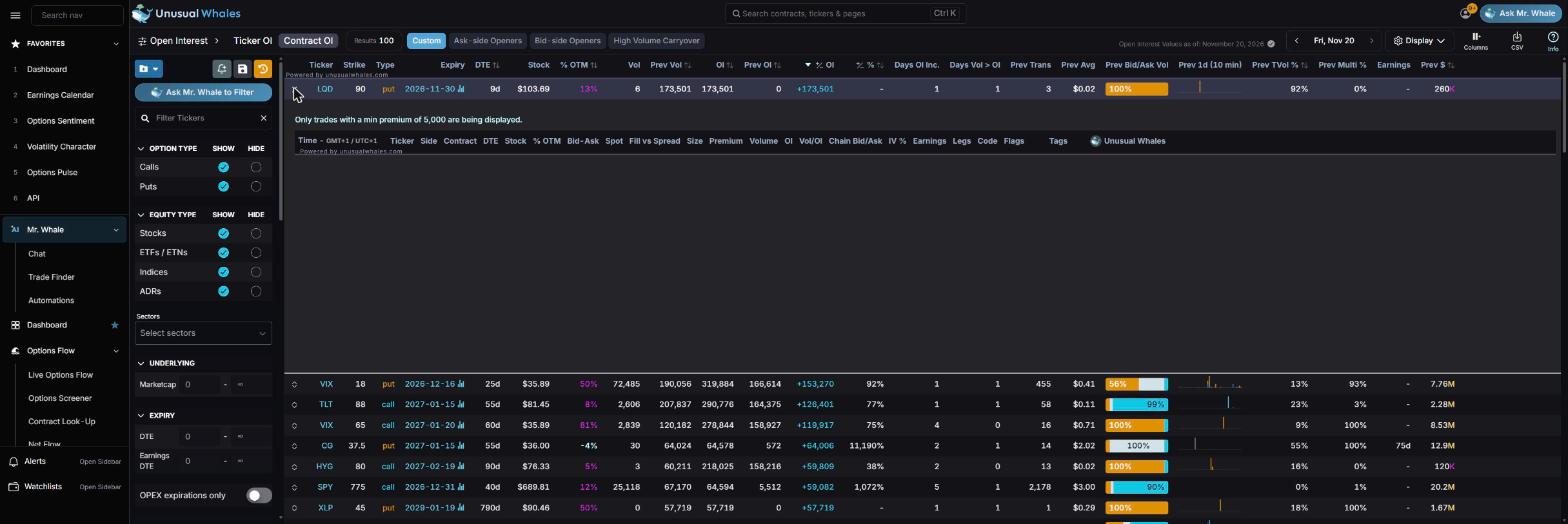 Search nav
Unusual Whales
Search contracts, tickers & pages Ctrl K
9+
Ask Mr. Whale
FAVORITES
1 Dashboard
2 Earnings Calendar
3 Options Sentiment
4 Volatility Character
5 Options Pulse
6 API
AI Mr. Whale
Chat
Trade Finder
Automations
Dashboard
Options Flow
Live Options Flow
Options Screener
Contract Look-Up
Net Flow
Alerts Open Sidebar
Watchlists Open Sidebar
Open Interest > Ticker OI Contract OI Results 100 Custom Ask-side Openers Bid-side Openers High Volume Carryover
Open Interest Values as of: November 20, 2026
Fri, Nov 20
Display
Columns
CSV
Info
Ask Mr. Whale to Filter
Filter Tickers
OPTION TYPE SHOW HIDE
Calls
Puts
EQUITY TYPE SHOW HIDE
Stocks
ETFs / ETNs
Indices
ADRs
Sectors
Select sectors
UNDERLYING
Marketcap 0 - ∞
EXPIRY
DTE 0 - ∞
Earnings DTE 0 - ∞
OPEX expirations only
Ticker Strike Type Expiry DTE Stock % OTM Vol Prev Vol OI Prev OI +/- OI +/- % Days OI Inc. Days Vol > OI Prev Trans Prev Avg Prev Bid/Ask Vol Prev 1d (10 min) Prev TVol % Prev Multi % Earnings Prev $
Powered by unusualwhales.com
LQD 90 put 2026-11-30 9d $103.69 13% 6 173,501 173,501 0 +173,501 - 1 1 3 $0.02 100% 92% 0% - 260K
Only trades with a min premium of 5,000 are being displayed.
Time - GMT+1 / UTC+1 Ticker Side Contract DTE Stock % OTM Bid-Ask Spot Fill vs Spread Size Premium Volume OI Vol/OI Chain Bid/Ask IV % Earnings Legs Code Flags Tags Unusual Whales
Powered by unusualwhales.com
VIX 18 put 2026-12-16 25d $35.89 50% 72,485 190,056 319,884 166,614 +153,270 92% 1 1 455 $0.41 56% 13% 93% - 7.76M
TLT 88 call 2027-01-15 55d $81.45 8% 2,606 207,837 290,776 164,375 +126,401 77% 1 1 58 $0.11 99% 23% 3% - 2.28M
VIX 65 call 2027-01-20 60d $35.89 81% 2,839 120,182 278,844 158,927 +119,917 75% 4 0 16 $0.71 100% 9% 100% - 8.53M
CG 37.5 put 2027-01-15 55d $36.00 -4% 30 64,024 64,578 572 +64,006 11,190% 2 1 14 $2.02 100% 55% 100% 75d 12.9M
HYG 80 call 2027-02-19 90d $76.33 5% 3 60,211 218,025 158,216 +59,809 38% 2 0 13 $0.02 100% 16% 0% - 120K
SPY 775 call 2026-12-31 40d $689.81 12% 25,118 67,170 64,594 5,512 +59,082 1,072% 5 1 2,178 $3.00 90% 0% 1% - 20.2M
XLP 45 put 2029-01-19 790d $90.46 50% 0 57,719 57,719 0 +57,719 - 1 1 1 $0.29 100% 18% 100% - 1.67M